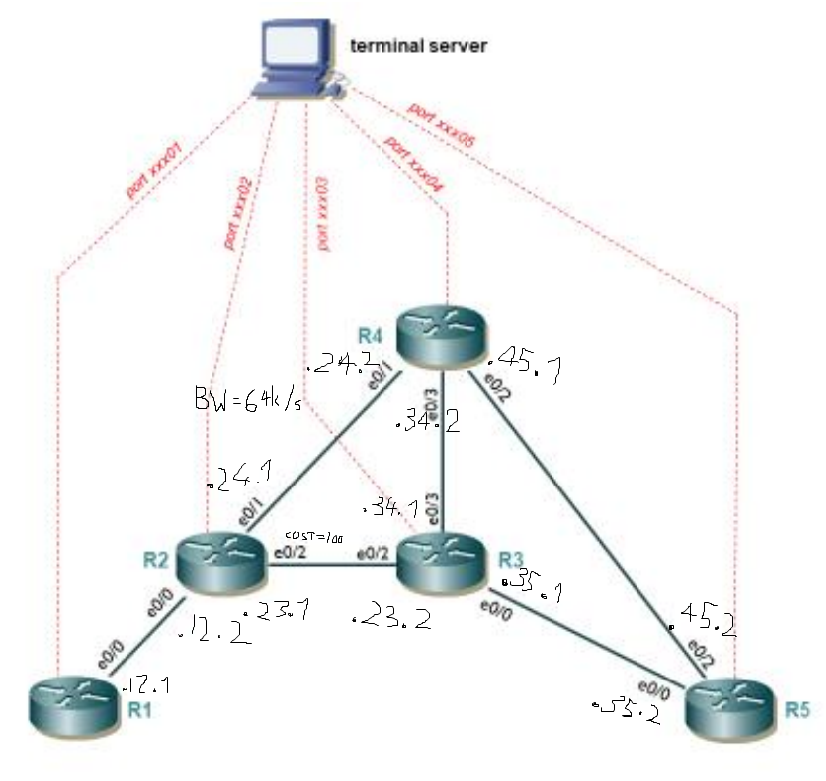 terminal server
port xxx01
port xxx02
port xxx03
port xxx04
port xxx05
R4
.24.2
e0/1
.45.1
e0/2
BW=64k/s
e0/3
.34.2
.24.1
e0/1
.34.1
e0/3
COST=100
R2
e0/2
e0/2
R3
.35.1
e0/0
e0/0
.23.1
.23.2
.12.2
.45.2
e0/2
e0/0
.12.1
R1
e0/0
.35.2
R5